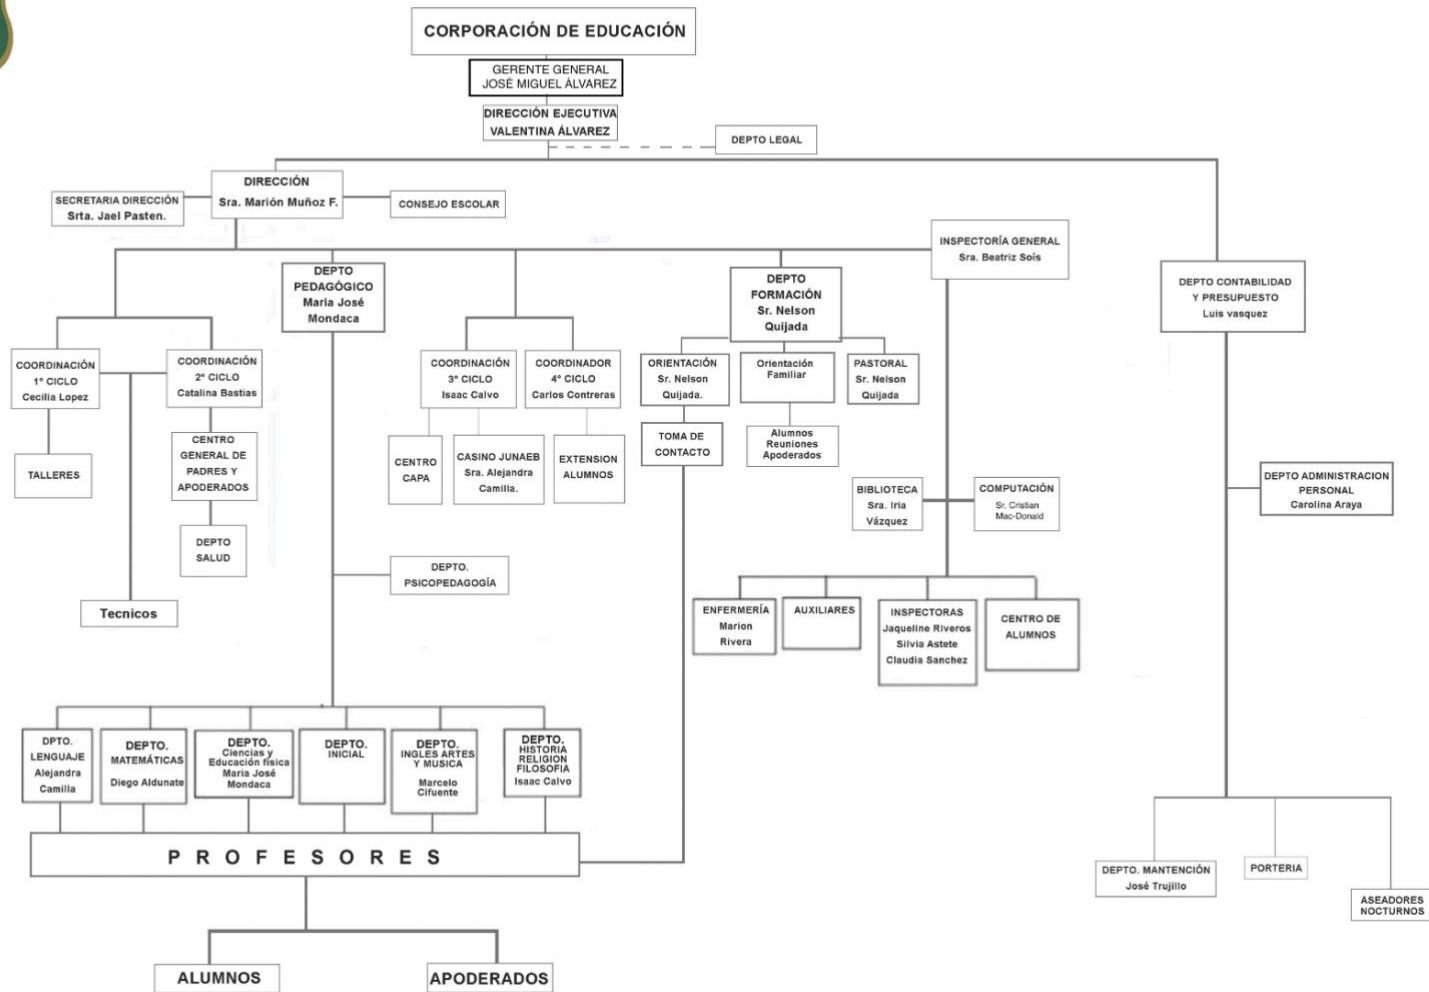 CORPORACIÓN DE EDUCACIÓN
GERENTE GENERAL
JOSÉ MIGUEL ÁLVAREZ
DIRECCIÓN EJECUTIVA
VALENTINA ÁLVAREZ
DEPTO LEGAL
DIRECCIÓN
Sra. Marión Muñoz F.
SECRETARIA DIRECCIÓN
Srta. Jael Pasten.
CONSEJO ESCOLAR
INSPECTORÍA GENERAL
Sra. Beatriz Soís
DEPTO
PEDAGÓGICO
Maria José
Mondaca
DEPTO
FORMACIÓN
Sr. Nelson
Quijada
DEPTO CONTABILIDAD
Y PRESUPUESTO
Luis vasquez
COORDINACIÓN
1º CICLO
Cecilia Lopez
COORDINACIÓN
2º CICLO
Catalina Bastias
COORDINACIÓN
3º CICLO
Isaac Calvo
COORDINADOR
4º CICLO
Carlos Contreras
ORIENTACIÓN
Sr. Nelson
Quijada.
Orientación
Familiar
PASTORAL
Sr. Nelson
Quijada
TALLERES
CENTRO
GENERAL DE
PADRES Y
APODERADOS
CENTRO
CAPA
CASINO JUNAEB
Sra. Alejandra
Camilla.
EXTENSION
ALUMNOS
TOMA DE
CONTACTO
Alumnos
Reuniones
Apoderados
BIBLIOTECA
Sra. Iria
Vázquez
COMPUTACIÓN
Sr. Cristian
Mac-Donald
DEPTO ADMINISTRACION
PERSONAL
Carolina Araya
DEPTO
SALUD
DEPTO.
PSICOPEDAGOGÍA
Tecnicos
ENFERMERÍA
Marion
Rivera
AUXILIARES
INSPECTORAS
Jaqueline Riveros
Silvia Astete
Claudia Sanchez
CENTRO DE
ALUMNOS
DPTO.
LENGUAJE
Alejandra
Camilla
DEPTO.
MATEMÁTICAS
Diego Aldunate
DEPTO.
Ciencias y
Educación física
Maria José
Mondaca
DEPTO.
INICIAL
DEPTO.
INGLES ARTES
Y MUSICA
Marcelo
Cifuente
DEPTO.
HISTORIA
RELIGION
FILOSOFIA
Isaac Calvo
PROFESORES
DEPTO. MANTENCIÓN
José Trujillo
PORTERIA
ASEADORES
NOCTURNOS
ALUMNOS
APODERADOS